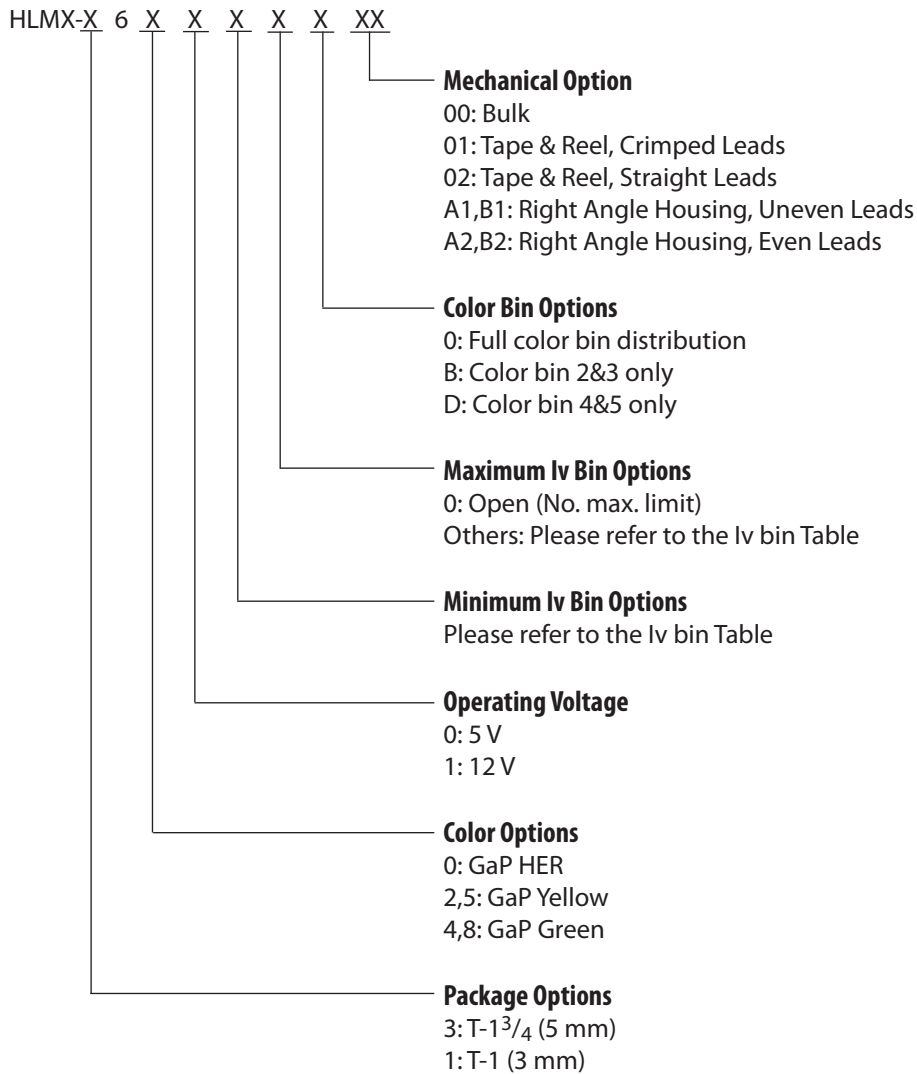 HLMX-X 6 X X X X X XX
Mechanical Option
00: Bulk
01: Tape & Reel, Crimped Leads
02: Tape & Reel, Straight Leads
A1,B1: Right Angle Housing, Uneven Leads
A2,B2: Right Angle Housing, Even Leads
Color Bin Options
0: Full color bin distribution
B: Color bin 2&3 only
D: Color bin 4&5 only
Maximum Iv Bin Options
0: Open (No. max. limit)
Others: Please refer to the Iv bin Table
Minimum Iv Bin Options
Please refer to the Iv bin Table
Operating Voltage
0: 5 V
1: 12 V
Color Options
0: GaP HER
2,5: GaP Yellow
4,8: GaP Green
Package Options
3: T-1 3/4 (5 mm)
1: T-1 (3 mm)